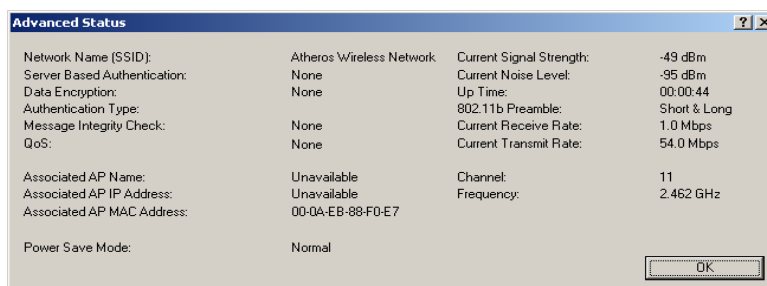 Advanced Status
? X
Network Name (SSID): Atheros Wireless Network Current Signal Strength: -49 dBm
Server Based Authentication: None Current Noise Level: -95 dBm
Data Encryption: None Up Time: 00:00:44
Authentication Type: 802.11b Preamble: Short & Long
Message Integrity Check: None Current Receive Rate: 1.0 Mbps
QoS: None Current Transmit Rate: 54.0 Mbps
Associated AP Name: Unavailable Channel: 11
Associated AP IP Address: Unavailable Frequency: 2.462 GHz
Associated AP MAC Address: 00-0A-EB-88-F0-E7
Power Save Mode: Normal
OK